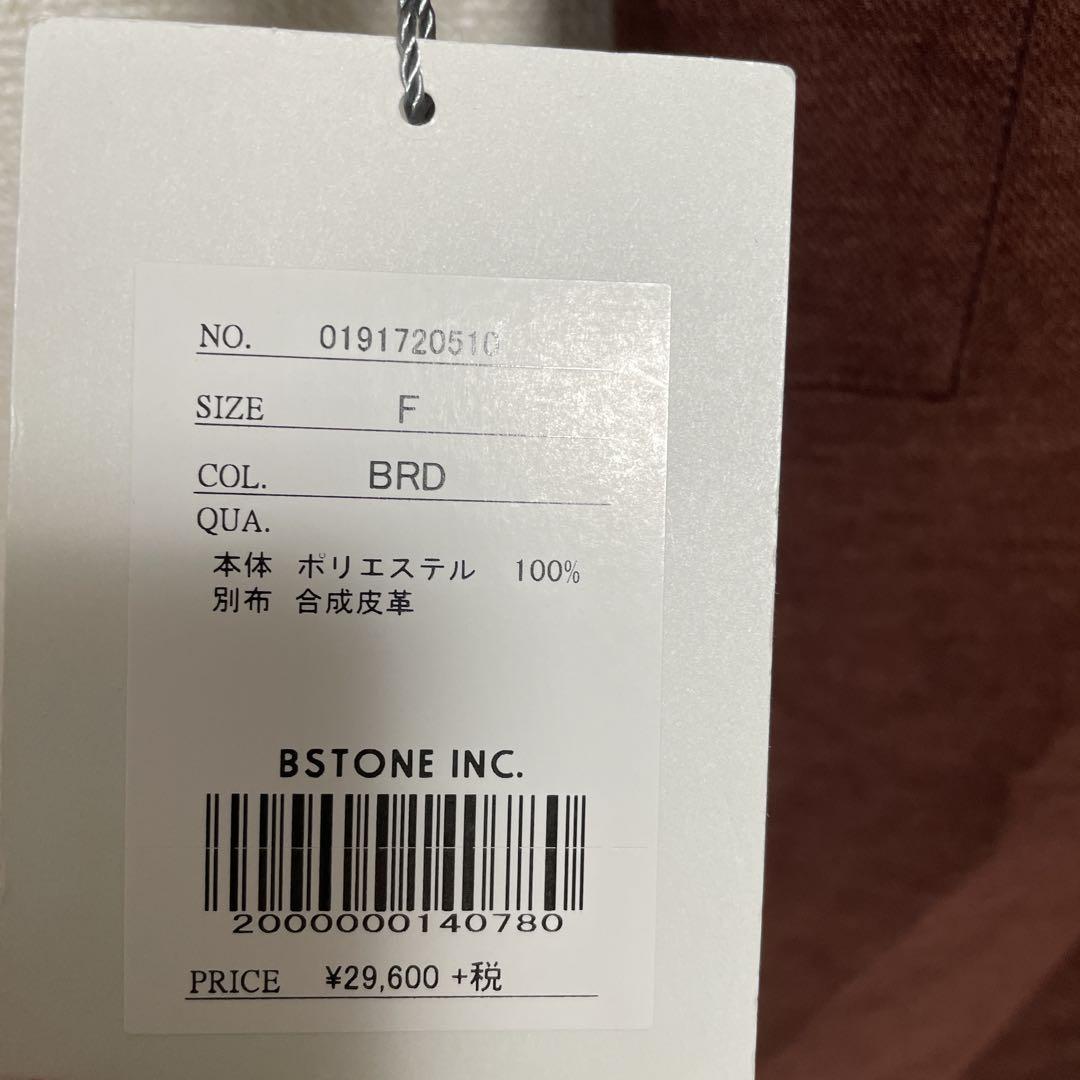 NO. 0191720510
SIZE F
COL. BRD
QUA.
本体 ポリエステル 100%
別布 合成皮革
BSTONE INC.
2000000140780
PRICE ¥29,600 +税